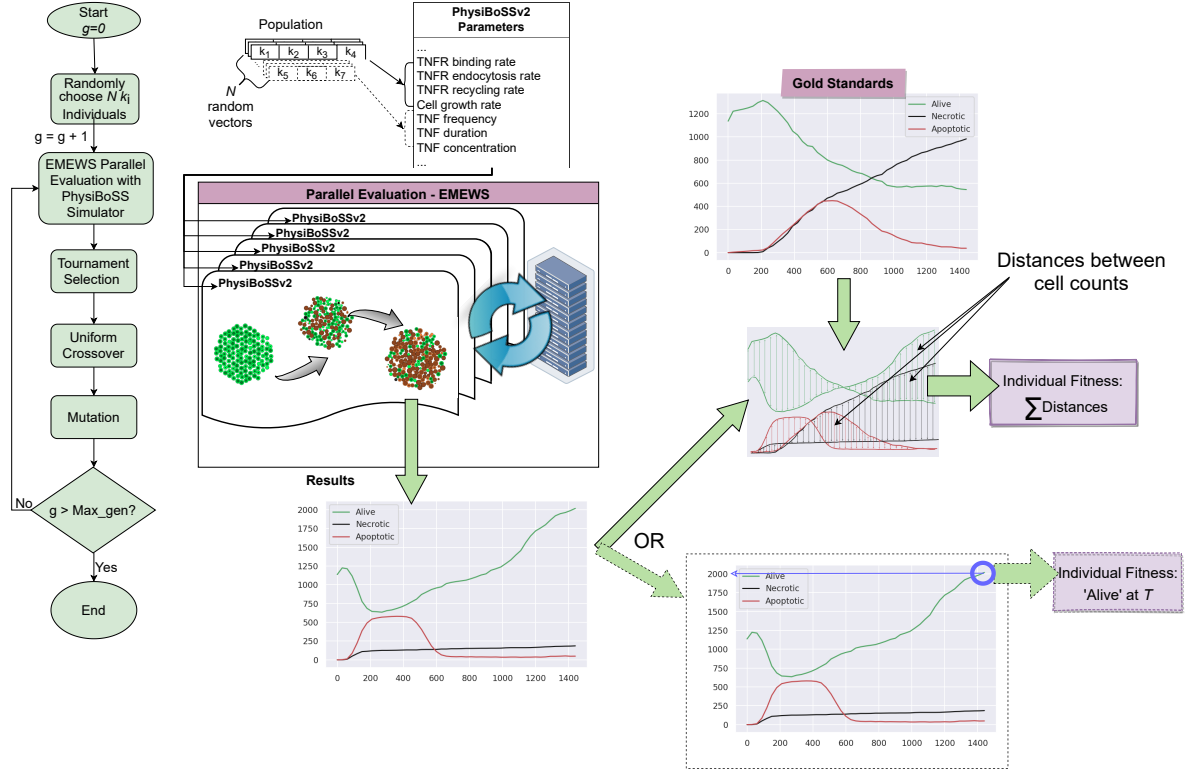 Start
g=0
Randomly
choose N ki
Individuals
g = g + 1
EMEWS Parallel
Evaluation with
PhysiBoSS
Simulator
Tournament
Selection
Uniform
Crossover
Mutation
g > Max_gen?
No
Yes
End
Population
k1 k2 k3 k4
k5 k6 k7
N
random
vectors
PhysiBoSSv2
Parameters
...
TNFR binding rate
TNFR endocytosis rate
TNFR recycling rate
Cell growth rate
TNF frequency
TNF duration
TNF concentration
...
Parallel Evaluation - EMEWS
PhysiBoSSv2
PhysiBoSSv2
PhysiBoSSv2
PhysiBoSSv2
PhysiBoSSv2
Results
Alive
Necrotic
Apoptotic
2000
1750
1500
1250
1000
750
500
250
0
0 200 400 600 800 1000 1200 1400
Gold Standards
Alive
Necrotic
Apoptotic
1200
1000
800
600
400
200
0
0 200 400 600 800 1000 1200 1400
Distances between
cell counts
Individual Fitness:
∑Distances
OR
Alive
Necrotic
Apoptotic
2000
1750
1500
1250
1000
750
500
250
0
0 200 400 600 800 1000 1200 1400
Individual Fitness:
'Alive' at T